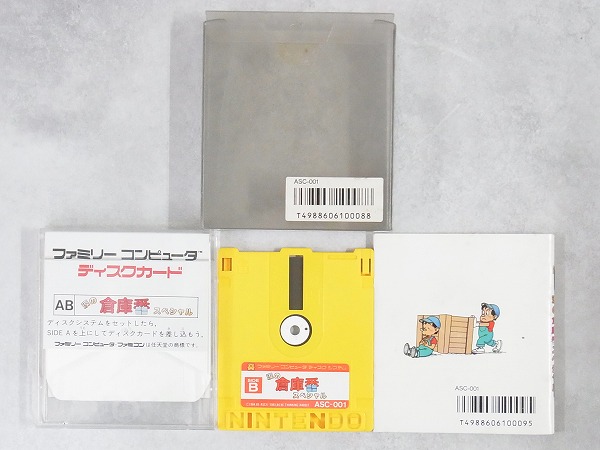 ASC-001
T4988606100088
ファミリー コンピュータ
ディスクカード
AB
涙の
倉庫番
スペシャル
ディスクシステムをセットしたら、
SIDE Aを上にしてディスクカードを差し込もう。
ファミリー コンピュータ・ファミコンは任天堂の商標です。
SIDE
B
涙の
倉庫番
スペシャル
ASC-001
NINTENDO
ASC-001
T4988606100095